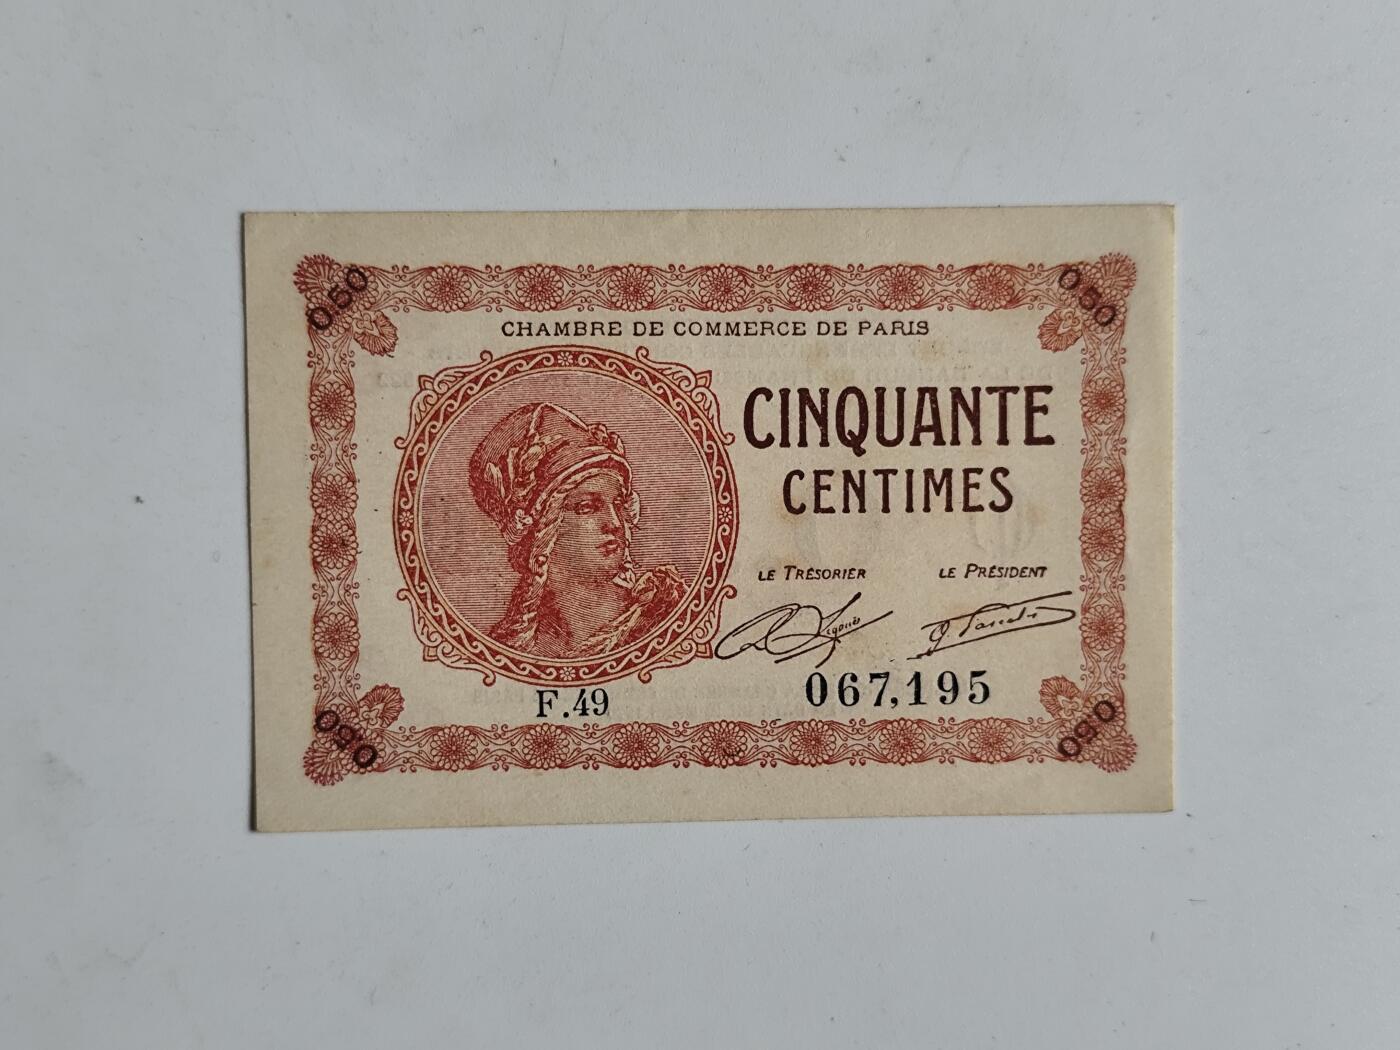 0.50
0.50
CHAMBRE DE COMMERCE DE PARIS
CINQUANTE
CENTIMES
LE TRÉSORIER
LE PRÉSIDENT
F.49
067,195
0.50
0.50